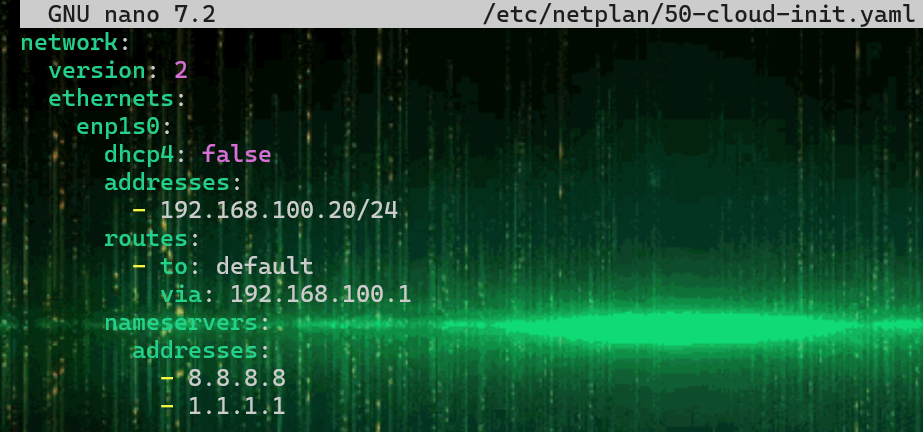 GNU nano 7.2 /etc/netplan/50-cloud-init.yaml
network:
  version: 2
  ethernets:
    enp1s0:
      dhcp4: false
      addresses:
        - 192.168.100.20/24
      routes:
        - to: default
          via: 192.168.100.1
      nameservers:
        addresses:
          - 8.8.8.8
          - 1.1.1.1